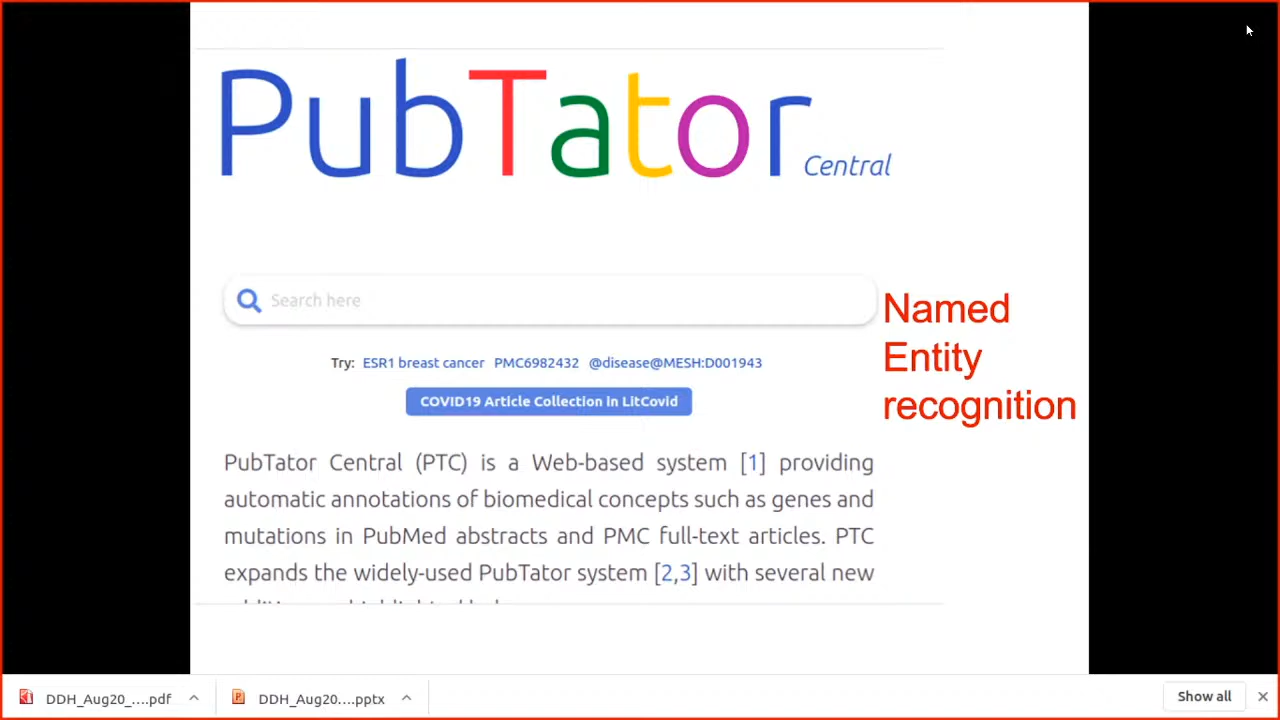 PubTator Central
Search here
Named
Entity
recognition
Try: ESR1 breast cancer PMC6982432 @disease@MESH:D001943
COVID19 Article Collection in LitCovid
PubTator Central (PTC) is a Web-based system [1] providing
automatic annotations of biomedical concepts such as genes and
mutations in PubMed abstracts and PMC full-text articles. PTC
expands the widely-used PubTator system [2,3] with several new
DDH_Aug20_....pdf
DDH_Aug20....pptx
Show all